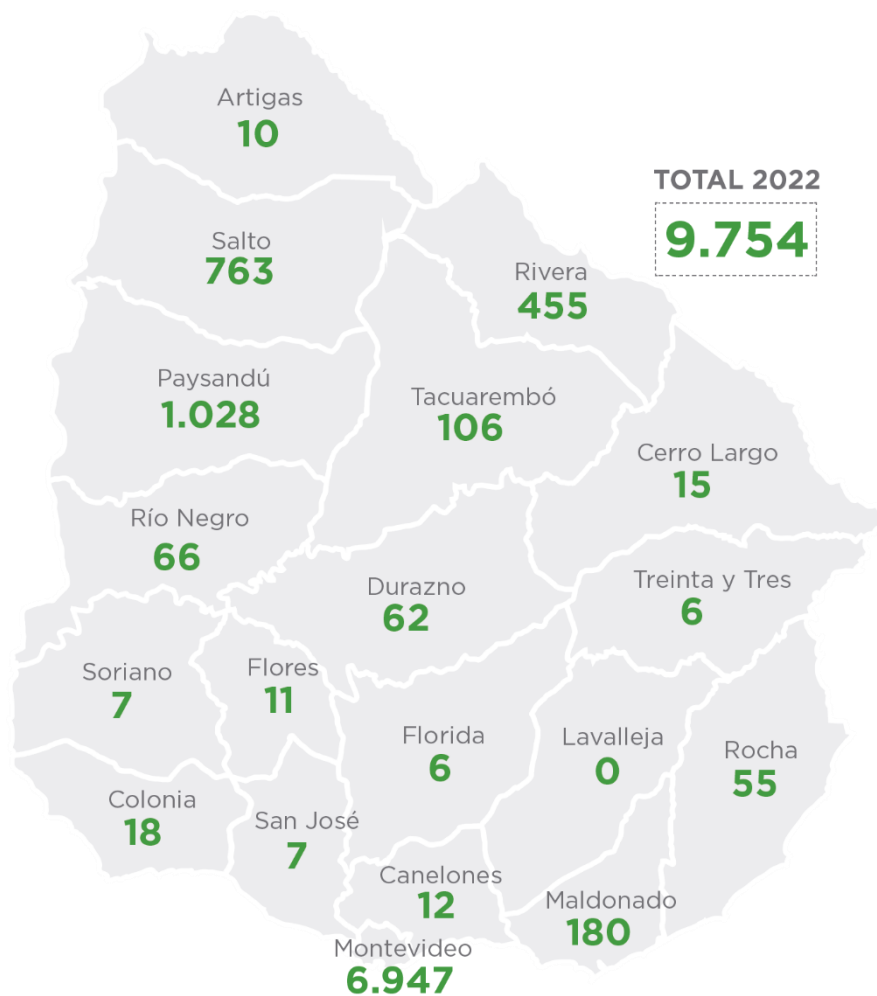 Artigas
10
TOTAL 2022
9.754
Salto
763
Rivera
455
Paysandú
1.028
Tacuarembó
106
Cerro Largo
15
Río Negro
66
Durazno
62
Treinta y Tres
6
Soriano
7
Flores
11
Florida
6
Lavalleja
0
Rocha
55
Colonia
18
San José
7
Canelones
12
Maldonado
180
Montevideo
6.947